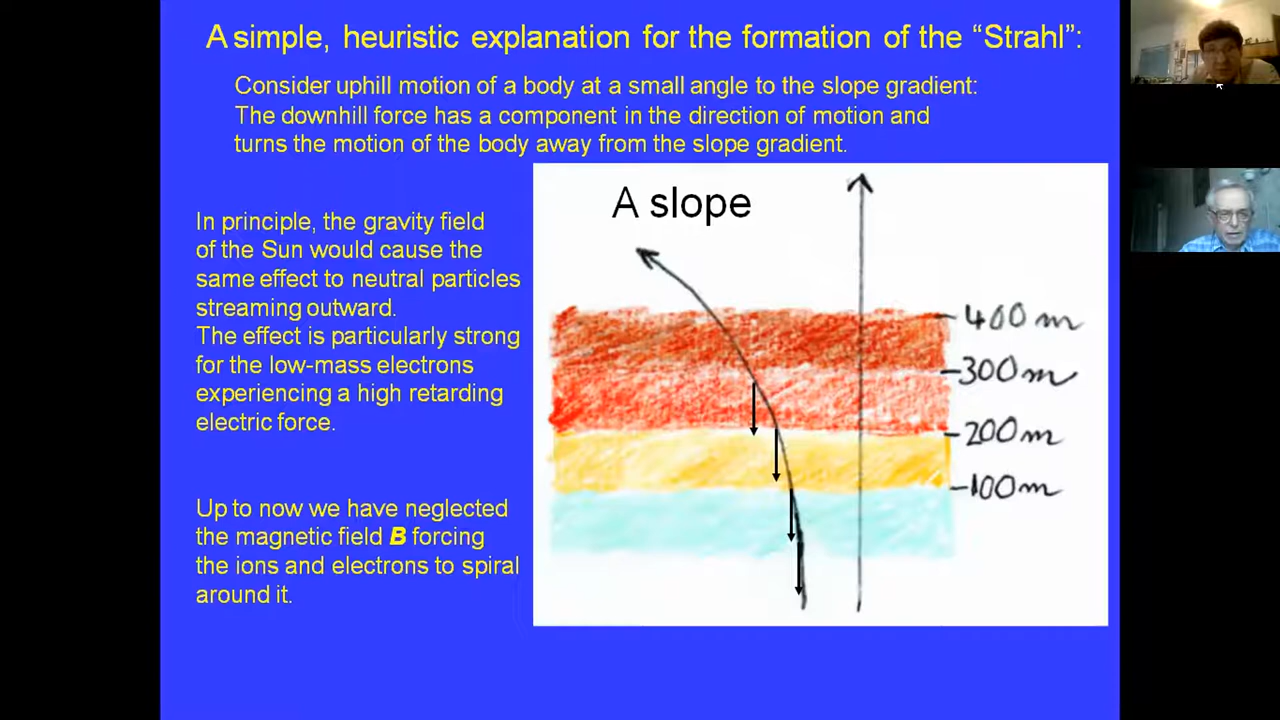 A simple, heuristic explanation for the formation of the “Strahl”:
Consider uphill motion of a body at a small angle to the slope gradient:
The downhill force has a component in the direction of motion and
turns the motion of the body away from the slope gradient.
In principle, the gravity field
of the Sun would cause the
same effect to neutral particles
streaming outward.
The effect is particularly strong
for the low-mass electrons
experiencing a high retarding
electric force.
Up to now we have neglected
the magnetic field B forcing
the ions and electrons to spiral
around it.
A slope
400m
300m
200m
100m